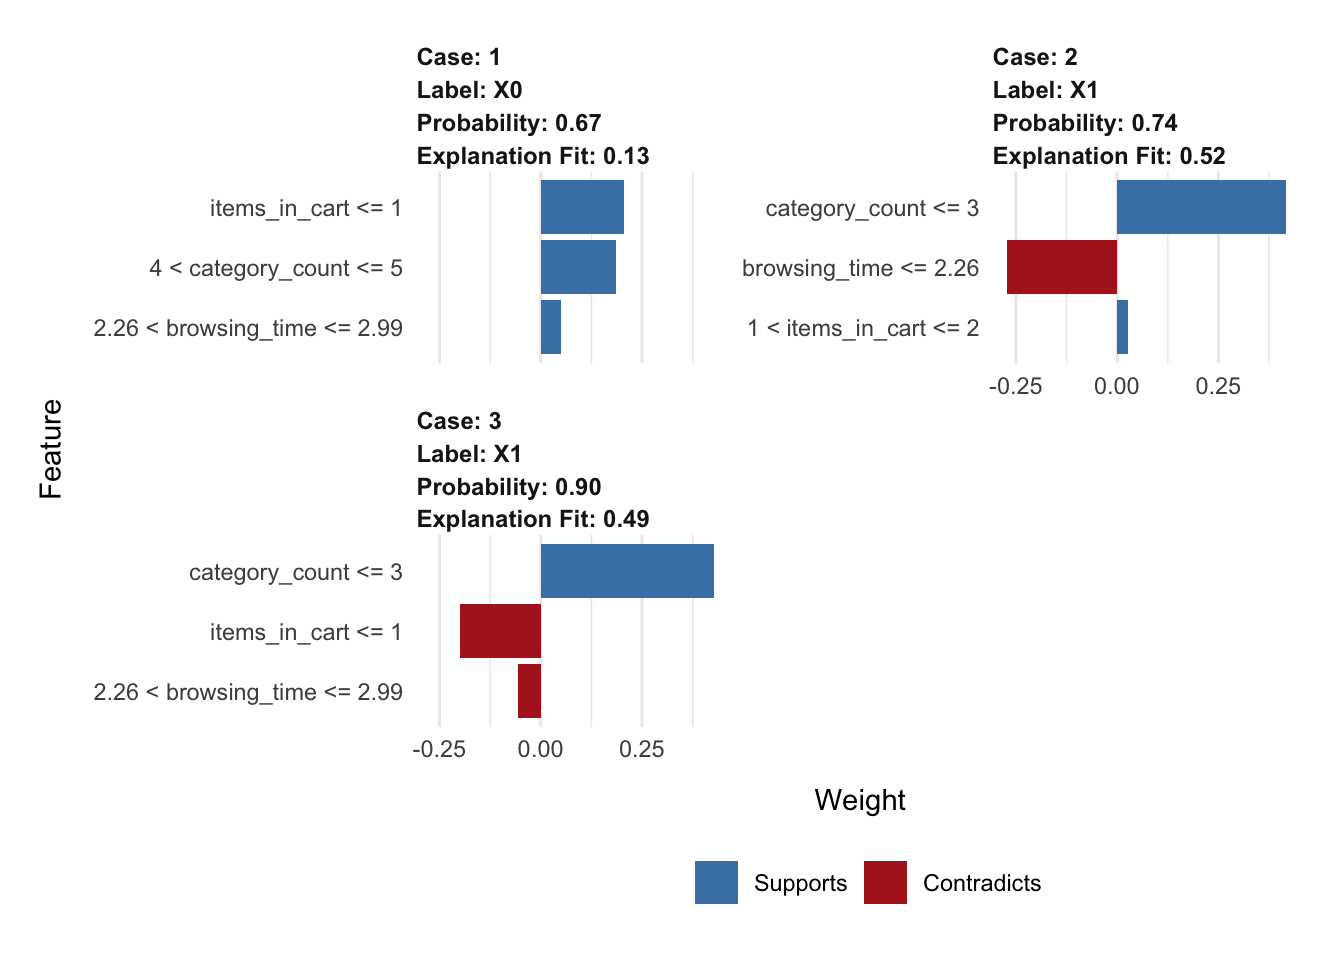 Case: 1
Label: X0
Probability: 0.67
Explanation Fit: 0.13
items_in_cart <= 1
4 < category_count <= 5
2.26 < browsing_time <= 2.99
Case: 2
Label: X1
Probability: 0.74
Explanation Fit: 0.52
category_count <= 3
browsing_time <= 2.26
1 < items_in_cart <= 2
-0.25 0.00 0.25
Feature
Case: 3
Label: X1
Probability: 0.90
Explanation Fit: 0.49
category_count <= 3
items_in_cart <= 1
2.26 < browsing_time <= 2.99
-0.25 0.00 0.25
Weight
Supports Contradicts